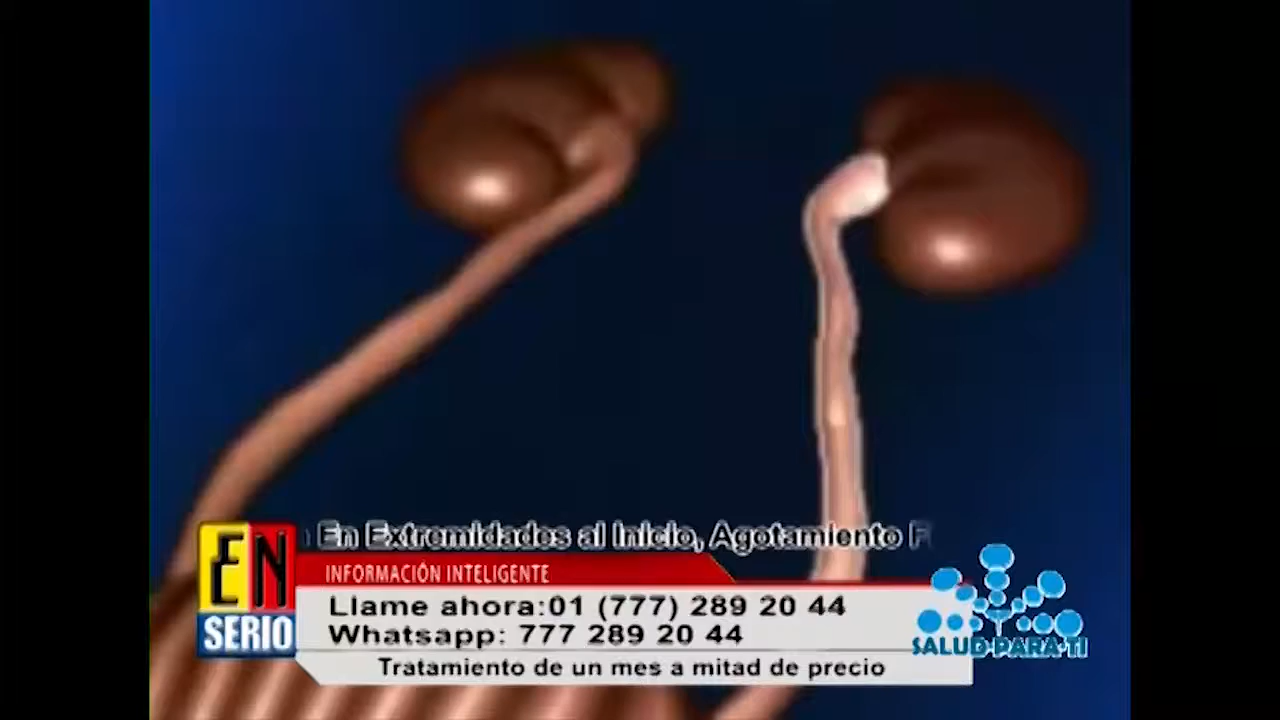 En Extremidades al Inicio, Agotamiento
EN
SERIO
INFORMACIÓN INTELIGENTE
Llame ahora:01 (777) 289 20 44
Whatsapp: 777 289 20 44
Tratamiento de un mes a mitad de precio
SALUD PARA TI